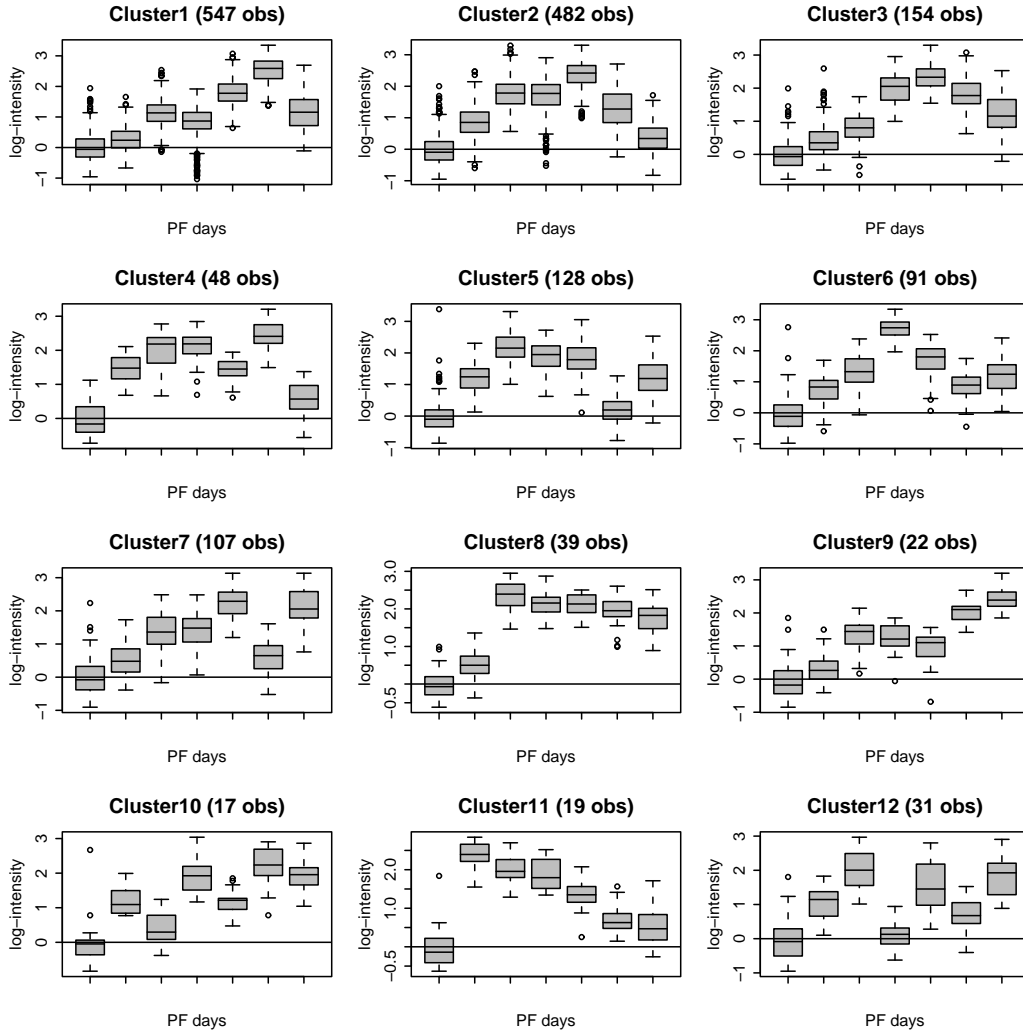 Cluster1 (547 obs)
log−intensity
3
2
1
0
−1
PF days
Cluster2 (482 obs)
log−intensity
3
2
1
0
−1
PF days
Cluster3 (154 obs)
log−intensity
3
2
1
0
PF days
Cluster4 (48 obs)
log−intensity
3
2
1
0
PF days
Cluster5 (128 obs)
log−intensity
3
2
1
0
−1
PF days
Cluster6 (91 obs)
log−intensity
3
2
1
0
−1
PF days
Cluster7 (107 obs)
log−intensity
3
2
1
0
−1
PF days
Cluster8 (39 obs)
log−intensity
3.0
1.0
−0.5
PF days
Cluster9 (22 obs)
log−intensity
3
2
1
0
−1
PF days
Cluster10 (17 obs)
log−intensity
3
2
1
0
PF days
Cluster11 (19 obs)
log−intensity
2.0
1.0
−0.5
PF days
Cluster12 (31 obs)
log−intensity
3
2
1
0
−1
PF days